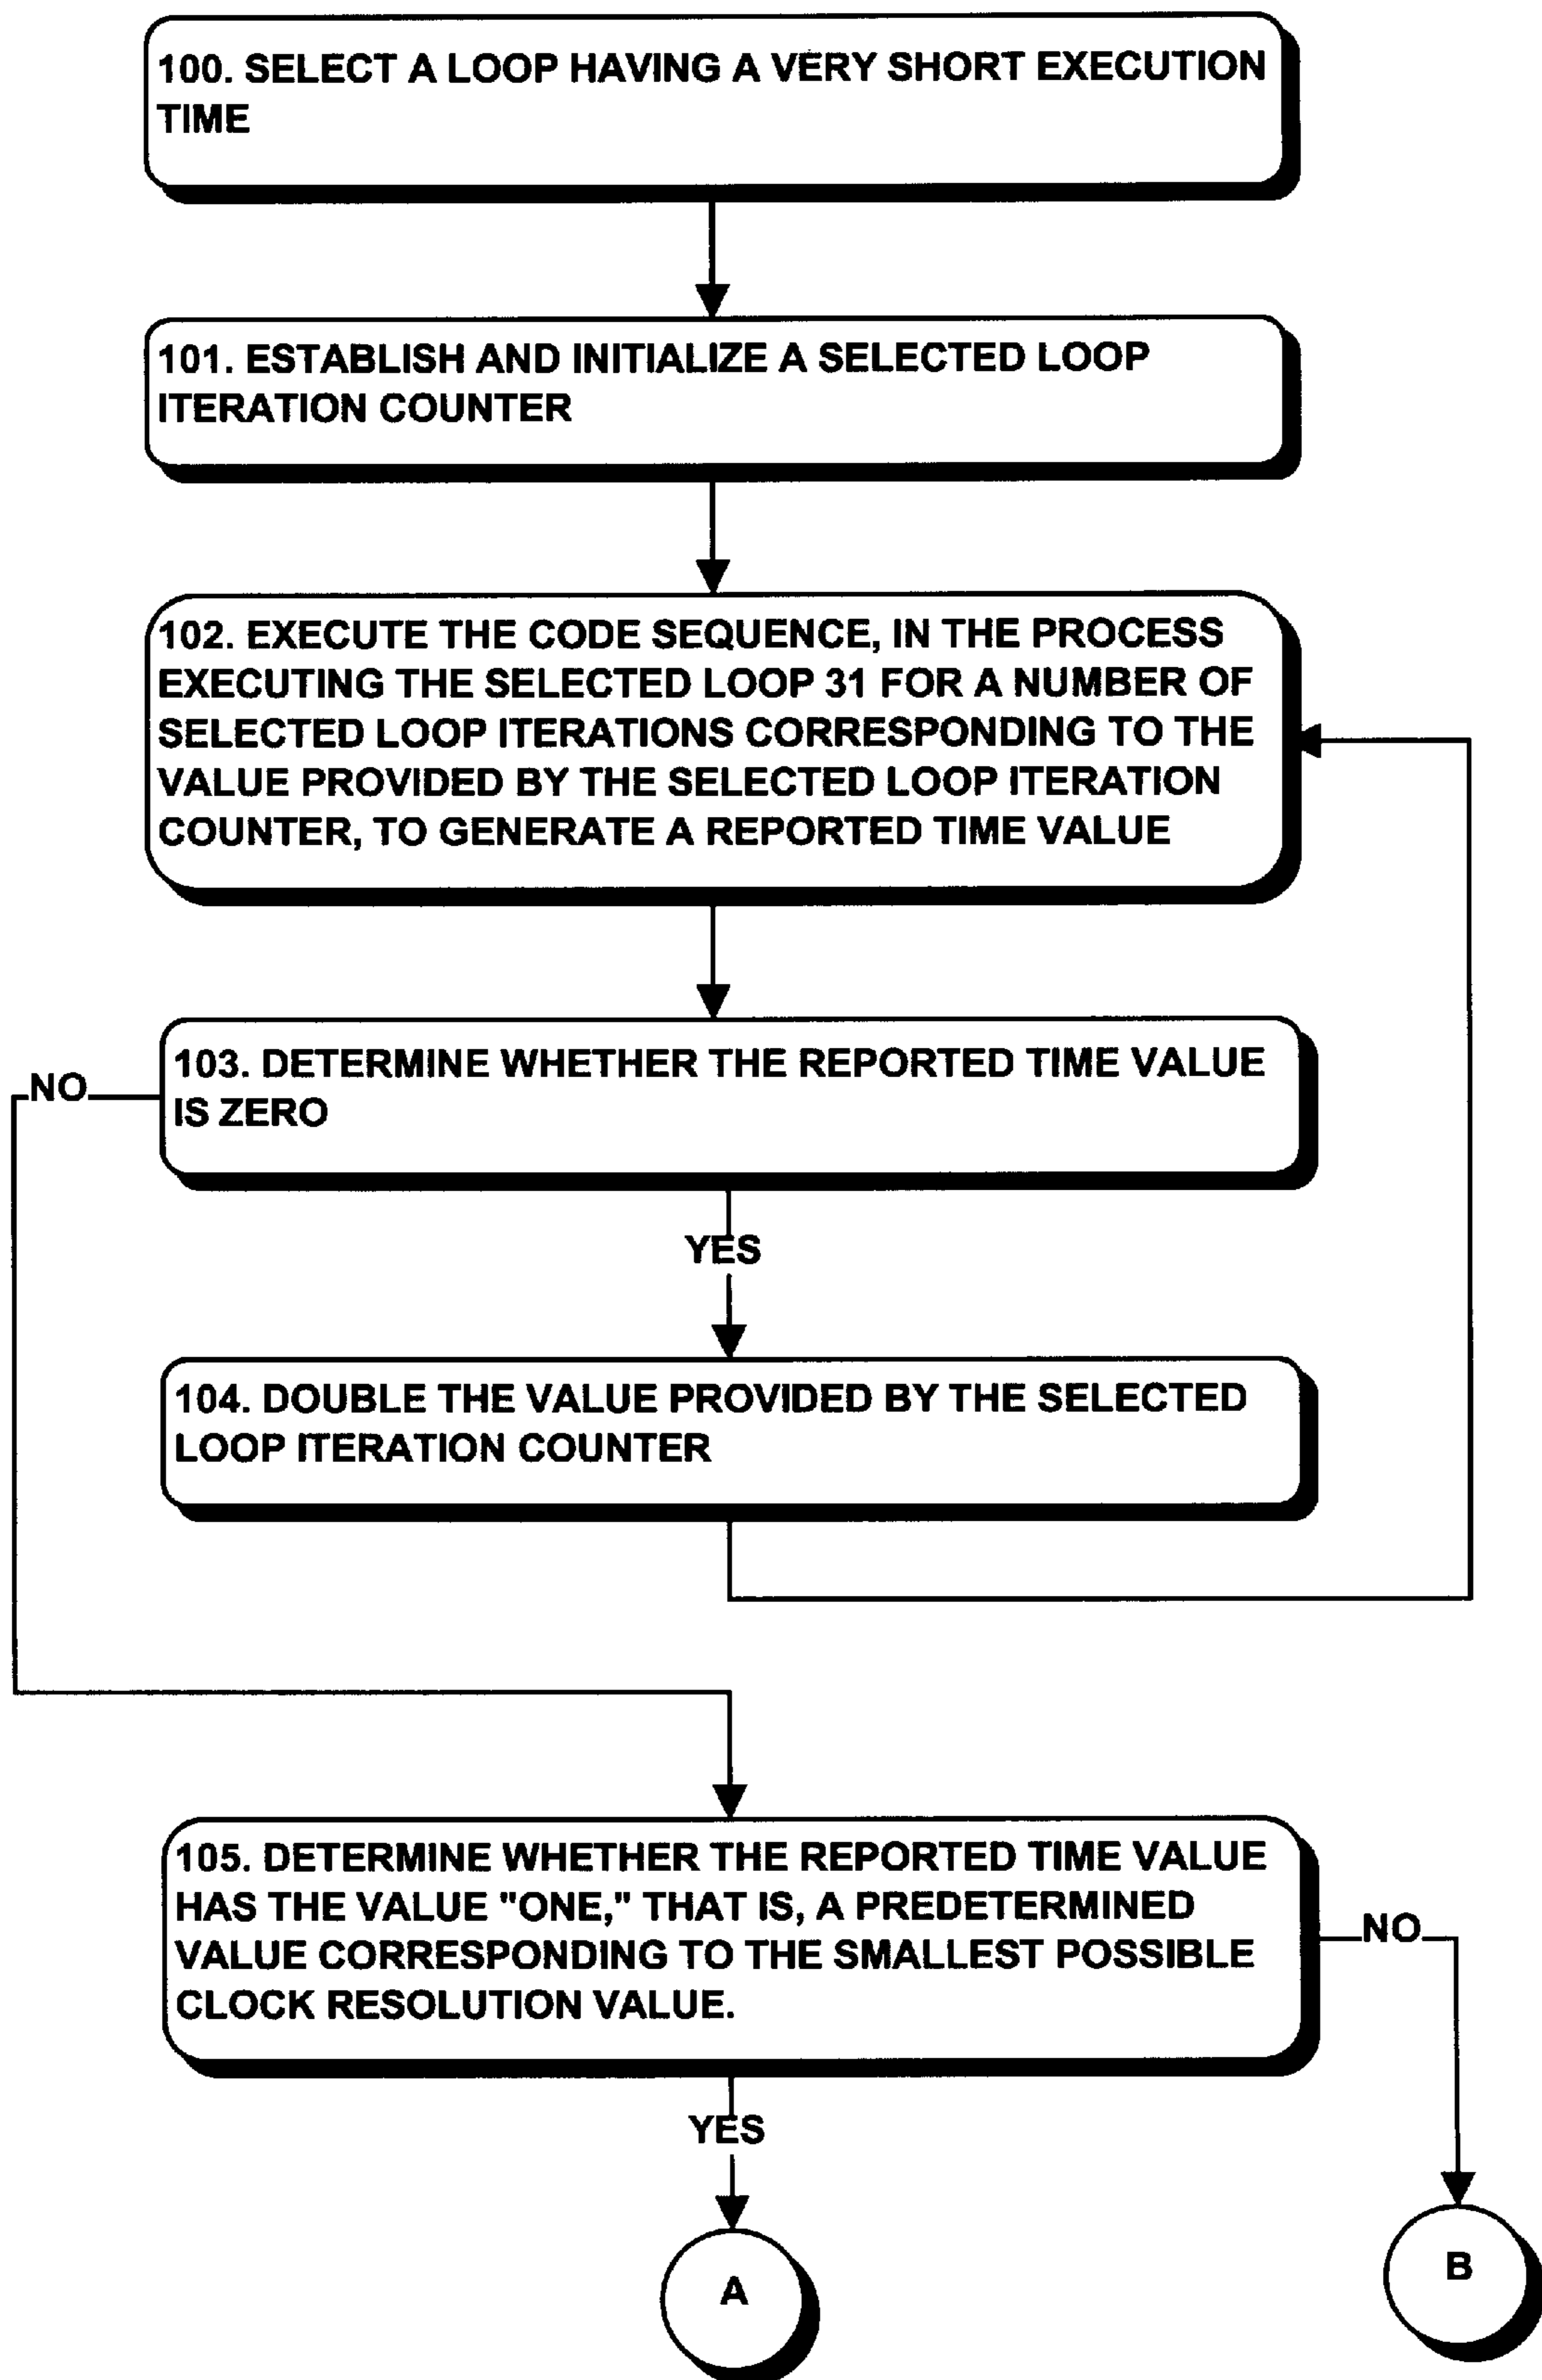 100. SELECT A LOOP HAVING A VERY SHORT EXECUTION
TIME
101. ESTABLISH AND INITIALIZE A SELECTED LOOP
ITERATION COUNTER
102. EXECUTE THE CODE SEQUENCE, IN THE PROCESS
EXECUTING THE SELECTED LOOP 31 FOR A NUMBER OF
SELECTED LOOP ITERATIONS CORRESPONDING TO THE
VALUE PROVIDED BY THE SELECTED LOOP ITERATION
COUNTER, TO GENERATE A REPORTED TIME VALUE
103. DETERMINE WHETHER THE REPORTED TIME VALUE
IS ZERO
NO
YES
104. DOUBLE THE VALUE PROVIDED BY THE SELECTED
LOOP ITERATION COUNTER
105. DETERMINE WHETHER THE REPORTED TIME VALUE
HAS THE VALUE "ONE," THAT IS, A PREDETERMINED
VALUE CORRESPONDING TO THE SMALLEST POSSIBLE
CLOCK RESOLUTION VALUE.
NO
YES
A
B